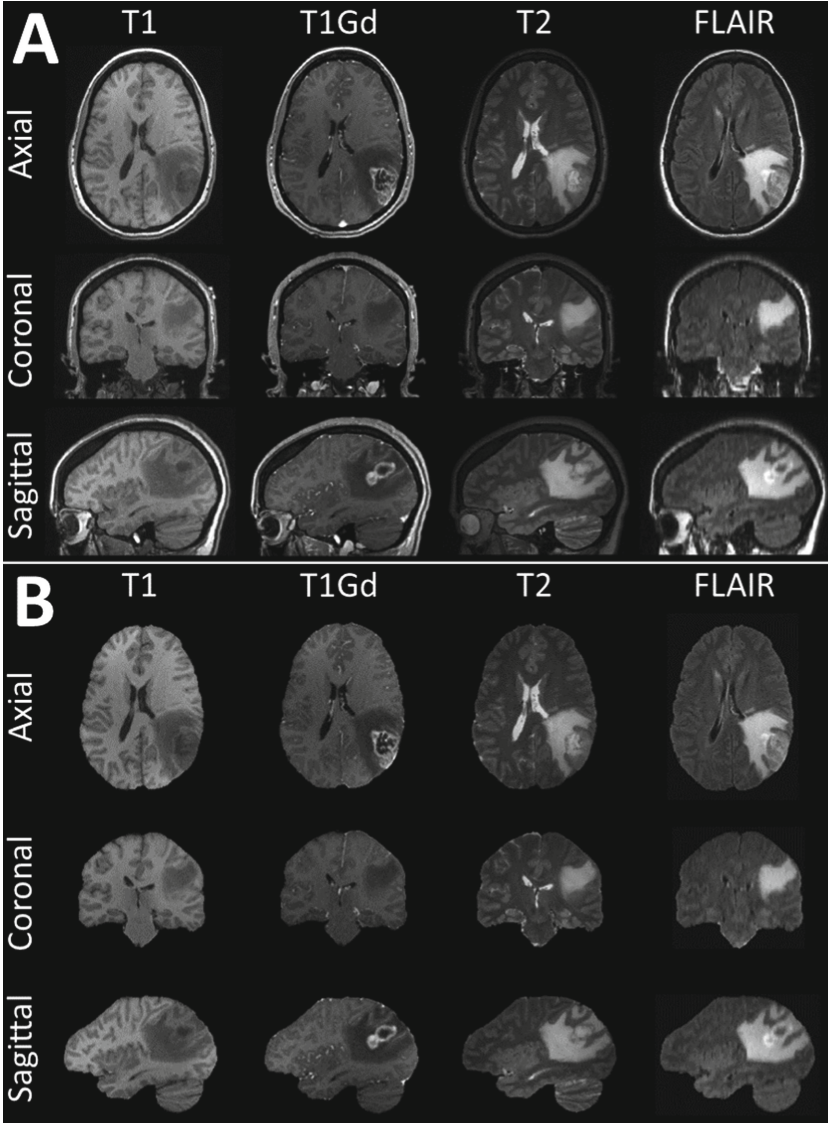 A
T1 T1Gd T2 FLAIR
Axial
Coronal
Sagittal
B
T1 T1Gd T2 FLAIR
Axial
Coronal
Sagittal